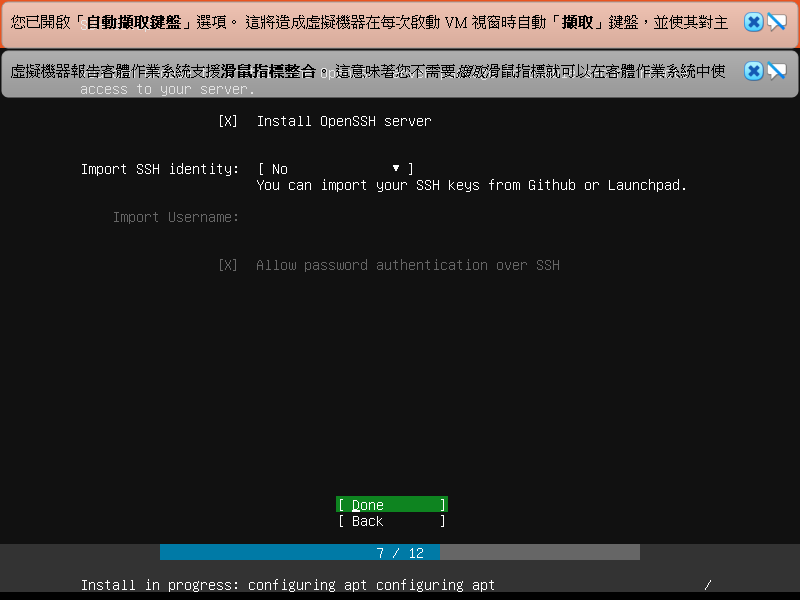 您已開啟「自動擷取鍵盤」選項。 這將造成虛擬機器在每次啟動 VM 視窗時自動「擷取」鍵盤，並使其對主
虛擬機器報告客體作業系統支援滑鼠指標整合。 這意味著您不需要擷取滑鼠指標就可以在客體作業系統中使
access to your server.
[X] Install OpenSSH server
Import SSH identity: [ No ▾ ]
You can import your SSH keys from Github or Launchpad.
Import Username:
[X] Allow password authentication over SSH
[ Done ]
[ Back ]
7 / 12
Install in progress: configuring apt configuring apt /